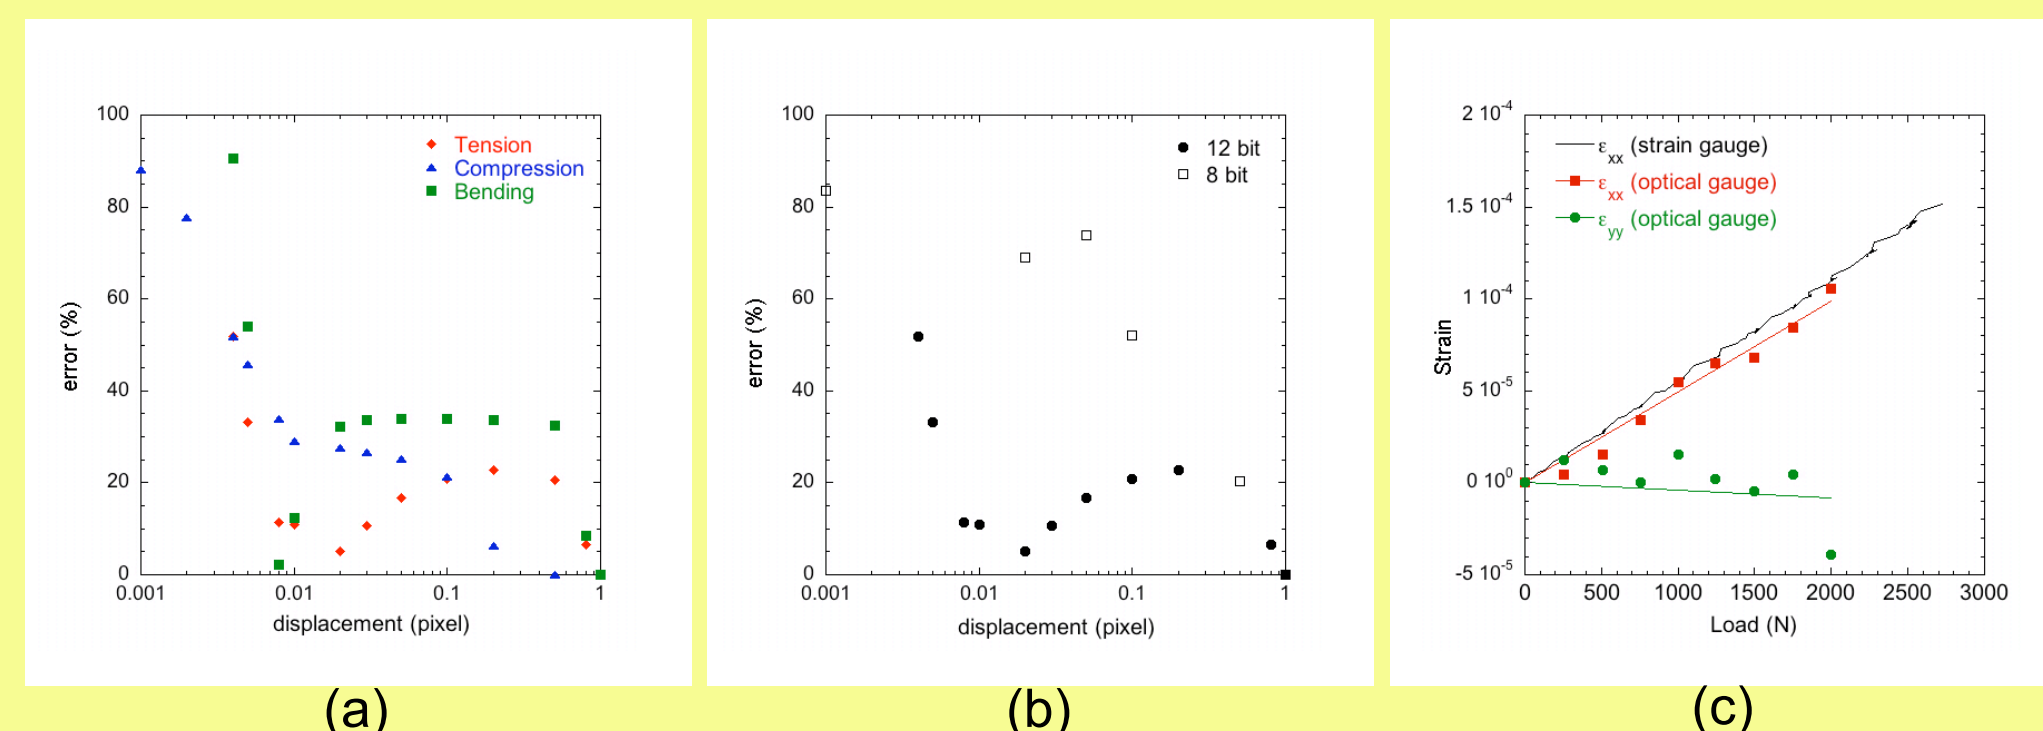 100
80
60
40
20
0
error (%)
0.001 0.01 0.1 1
displacement (pixel)
Tension
Compression
Bending
(a)
100
80
60
40
20
0
error (%)
0.001 0.01 0.1 1
displacement (pixel)
12 bit
8 bit
(b)
2 10-4
1.5 10-4
1 10-4
5 10-5
0 100
-5 10-5
Strain
0 500 1000 1500 2000 2500 3000
Load (N)
εxx (strain gauge)
εxx (optical gauge)
εyy (optical gauge)
(c)